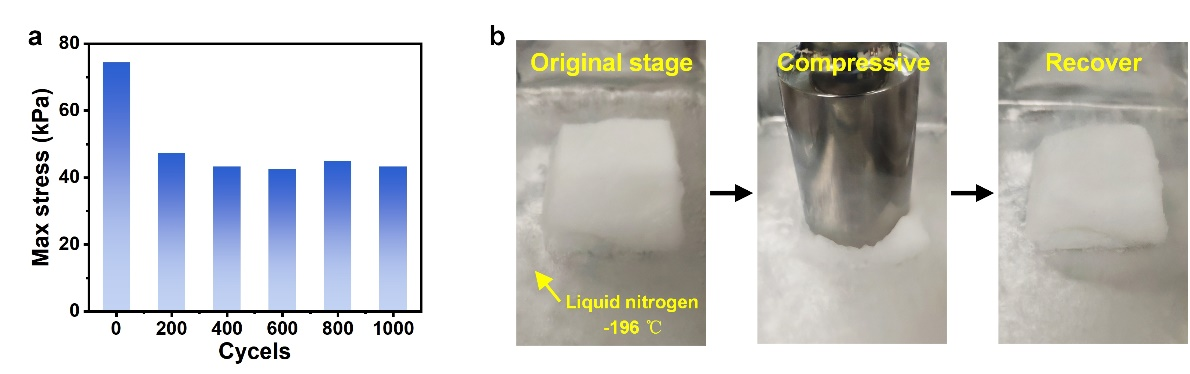 a
80
60
40
20
0
Max stress (kPa)
0 200 400 600 800 1000
Cycels
b
Original stage
Liquid nitrogen
-196 ℃
Compressive
Recover